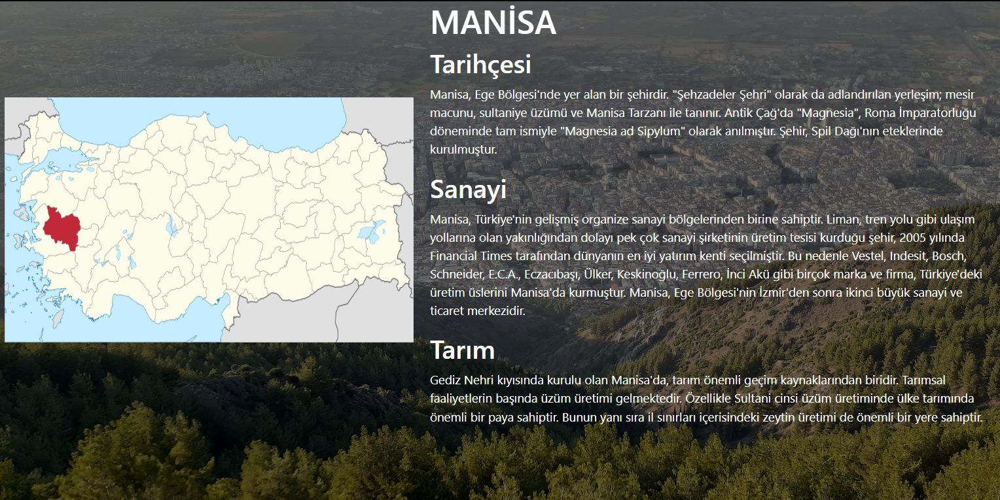 MANİSA
Tarihçesi
Manisa, Ege Bölgesi'nde yer alan bir şehirdir. "Şehzadeler Şehri" olarak da adlandırılan yerleşim; mesir
macunu, sultaniye üzümü ve Manisa Tarzanı ile tanınır. Antik Çağ'da "Magnesia", Roma İmparatorluğu
döneminde tam ismiyle "Magnesia ad Sipylum" olarak anılmıştır. Şehir, Spil Dağı'nın eteklerinde
kurulmuştur.
Sanayi
Manisa, Türkiye'nin gelişmiş organize sanayi bölgelerinden birine sahiptir. Liman, tren yolu gibi ulaşım
yollarına olan yakınlığından dolayı pek çok sanayi şirketinin üretim tesisi kurduğu şehir, 2005 yılında
Financial Times tarafından dünyanın en iyi yatırım kenti seçilmiştir. Bu nedenle Vestel, Indesit, Bosch,
Schneider, E.C.A., Eczacıbaşı, Ülker, Keskinoğlu, Ferrero, İnci Akü gibi birçok marka ve firma, Türkiye'deki
üretim üslerini Manisa'da kurmuştur. Manisa, Ege Bölgesi'nin İzmir'den sonra ikinci büyük sanayi ve
ticaret merkezidir.
Tarım
Gediz Nehri kıyısında kurulu olan Manisa'da, tarım önemli geçim kaynaklarından biridir. Tarımsal
faaliyetlerin başında üzüm üretimi gelmektedir. Özellikle Sultani cinsi üzüm üretiminde ülke tarımında
önemli bir paya sahiptir. Bunun yanı sıra il sınırları içerisindeki zeytin üretimi de önemli bir yere sahiptir.